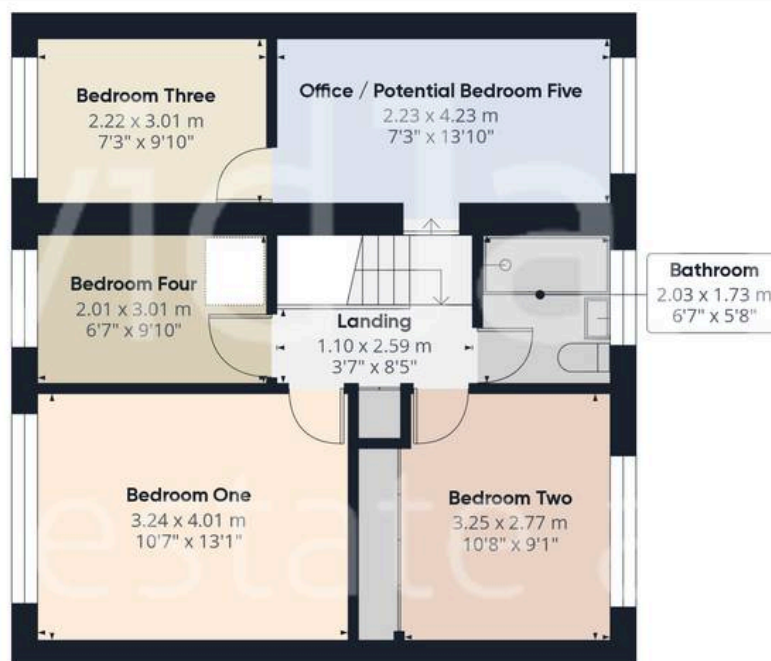 Bedroom Three
2.22 x 3.01 m
7'3" x 9'10"
Office / Potential Bedroom Five
2.23 x 4.23 m
7'3" x 13'10"
Bedroom Four
2.01 x 3.01 m
6'7" x 9'10"
Landing
1.10 x 2.59 m
3'7" x 8'5"
Bathroom
2.03 x 1.73 m
6'7" x 5'8"
Bedroom One
3.24 x 4.01 m
10'7" x 13'1"
Bedroom Two
3.25 x 2.77 m
10'8" x 9'1"
estate a